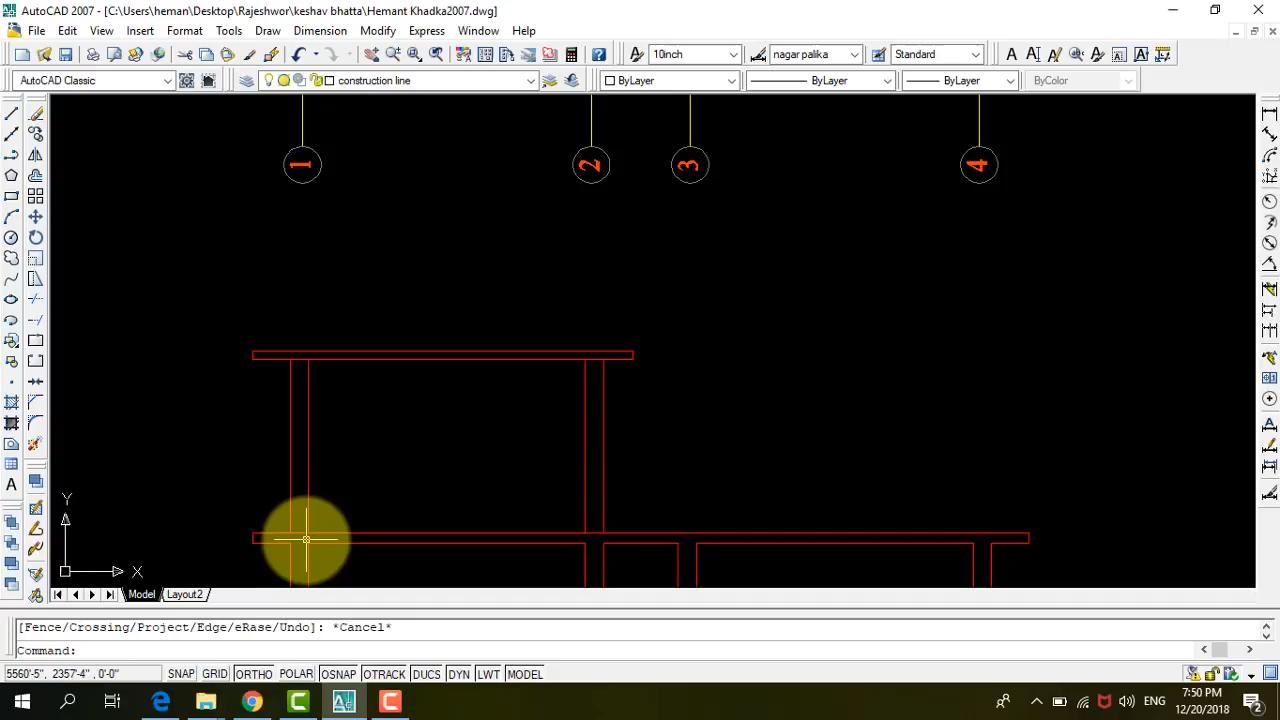 AutoCAD 2007 - [C:\Users\heman\Desktop\Rajeshwor\keshav bhatta\Hemant Khadka2007.dwg]
File Edit View Insert Format Tools Draw Dimension Modify Express Window Help
10inch nagar palika Standard
AutoCAD Classic construction line ByLayer ByLayer ByLayer ByColor
1 2 3 4
Y
X
Model Layout2
[Fence/Crossing/Project/Edge/eRase/Undo]: *Cancel*
Command:
5560'-5", 2357'-4" , 0'-0" SNAP GRID ORTHO POLAR OSNAP OTRACK DUCS DYN LWT MODEL
ENG 7:50 PM
12/20/2018 2